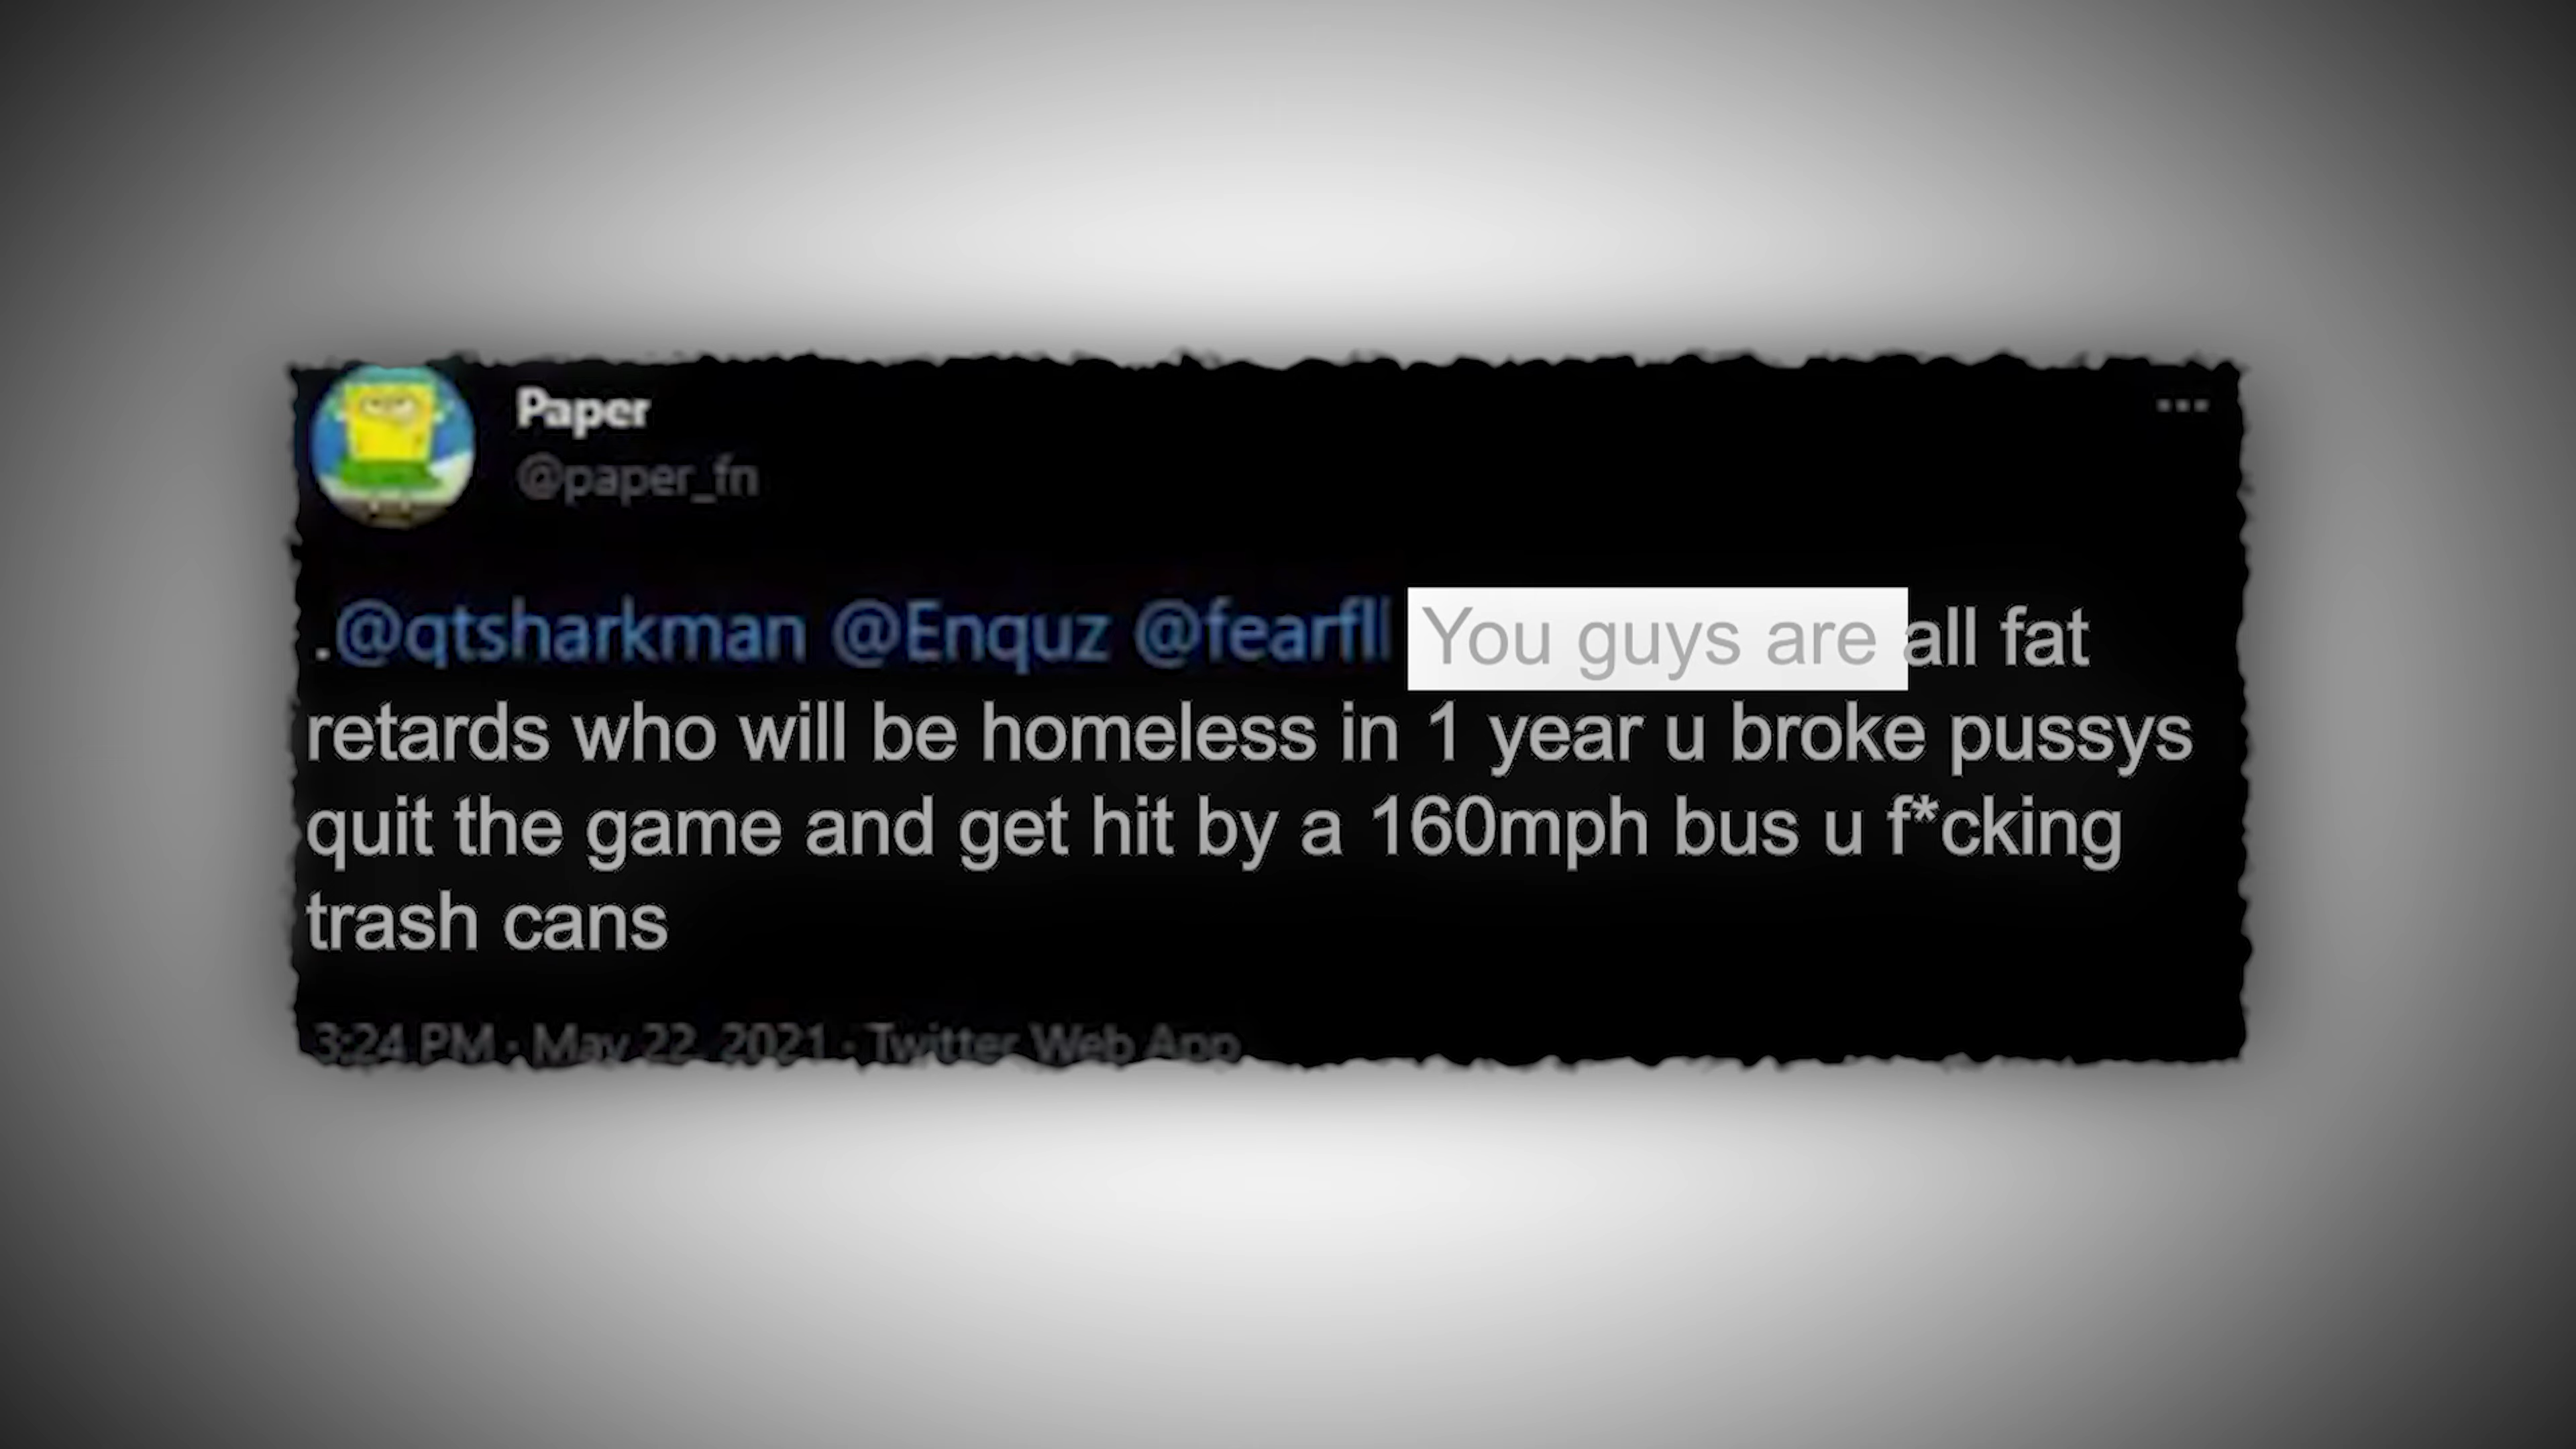 Paper
@paper_fn
.@qtsharkman @Enquz @fearfll You guys are all fat
retards who will be homeless in 1 year u broke pussys
quit the game and get hit by a 160mph bus u f*cking
trash cans
3:24 PM · May 22, 2021 · Twitter Web App